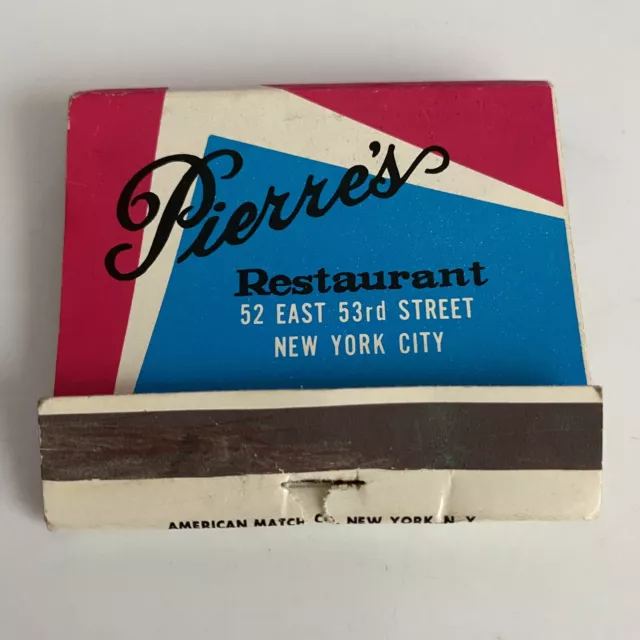 Pierre's
Restaurant
52 EAST 53rd STREET
NEW YORK CITY
AMERICAN MATCH CO. NEW YORK N.Y.